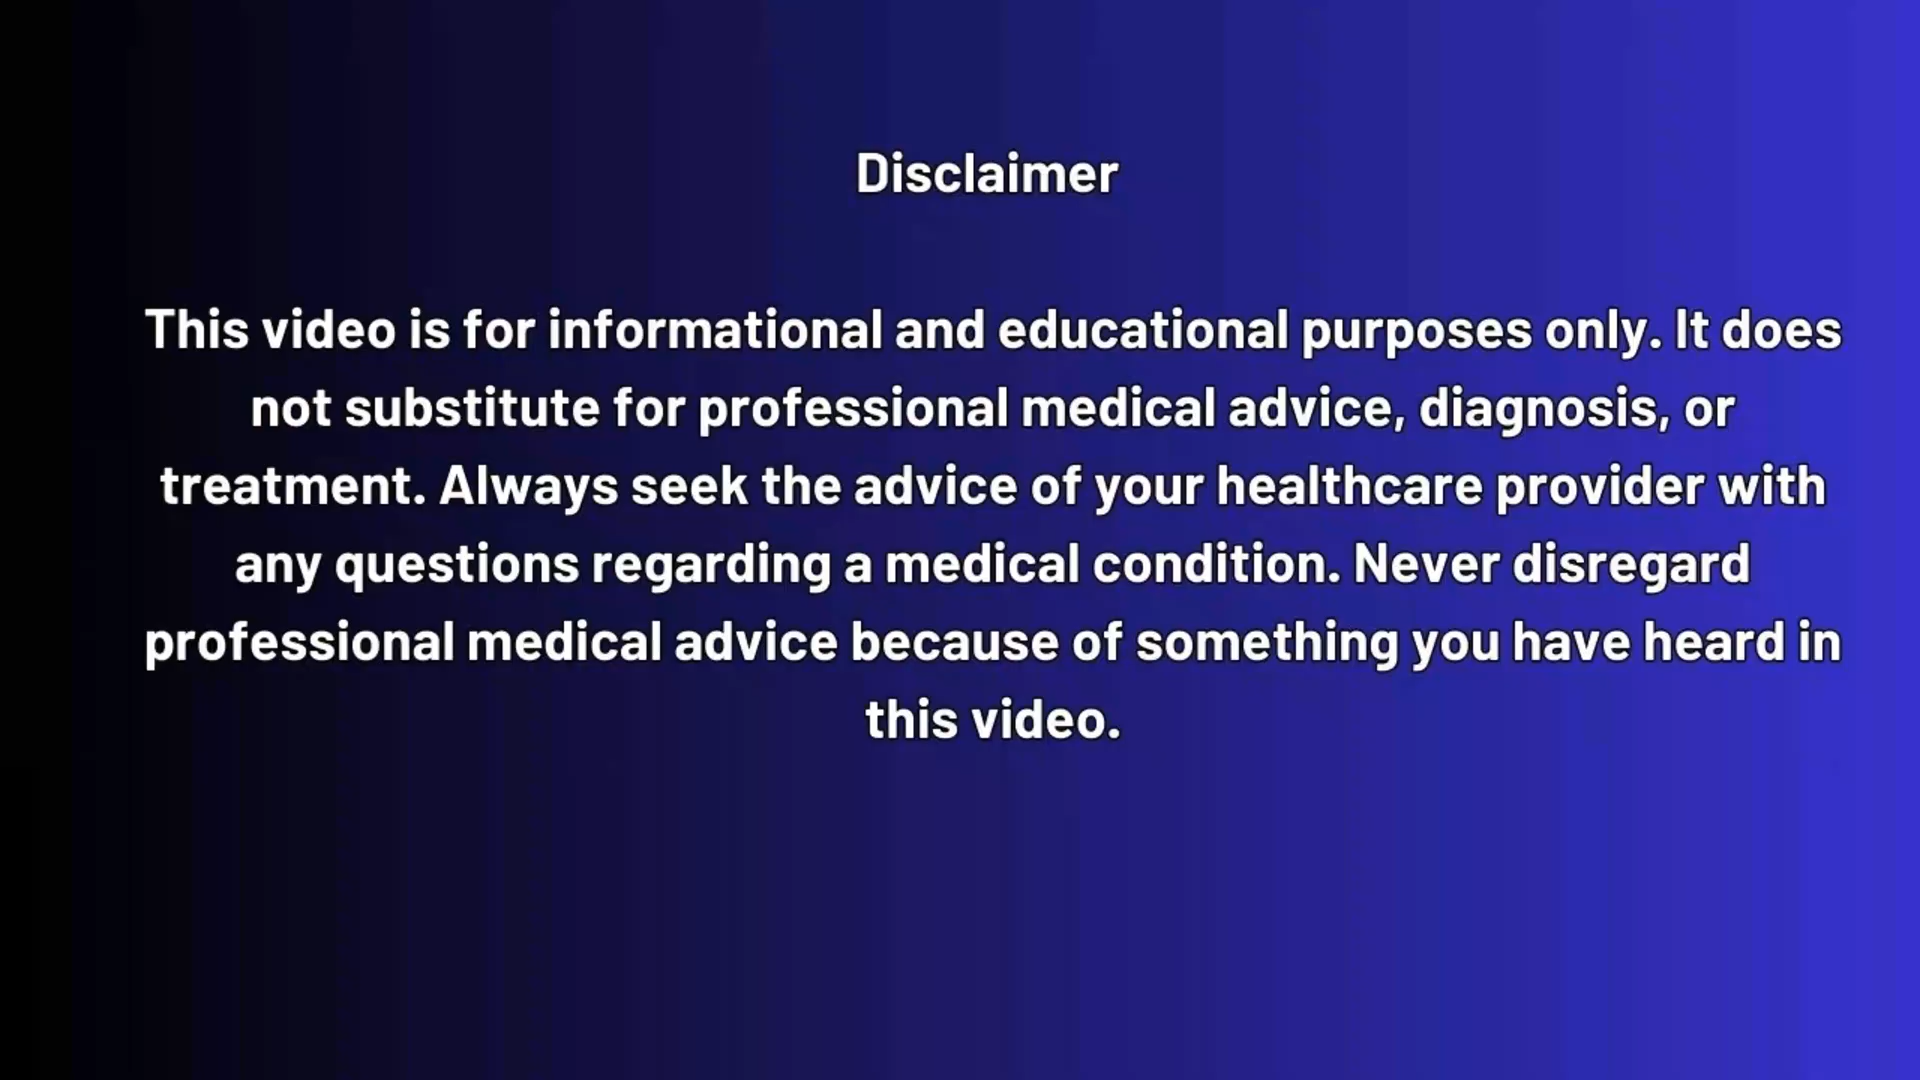 Disclaimer
This video is for informational and educational purposes only. It does
not substitute for professional medical advice, diagnosis, or
treatment. Always seek the advice of your healthcare provider with
any questions regarding a medical condition. Never disregard
professional medical advice because of something you have heard in
this video.